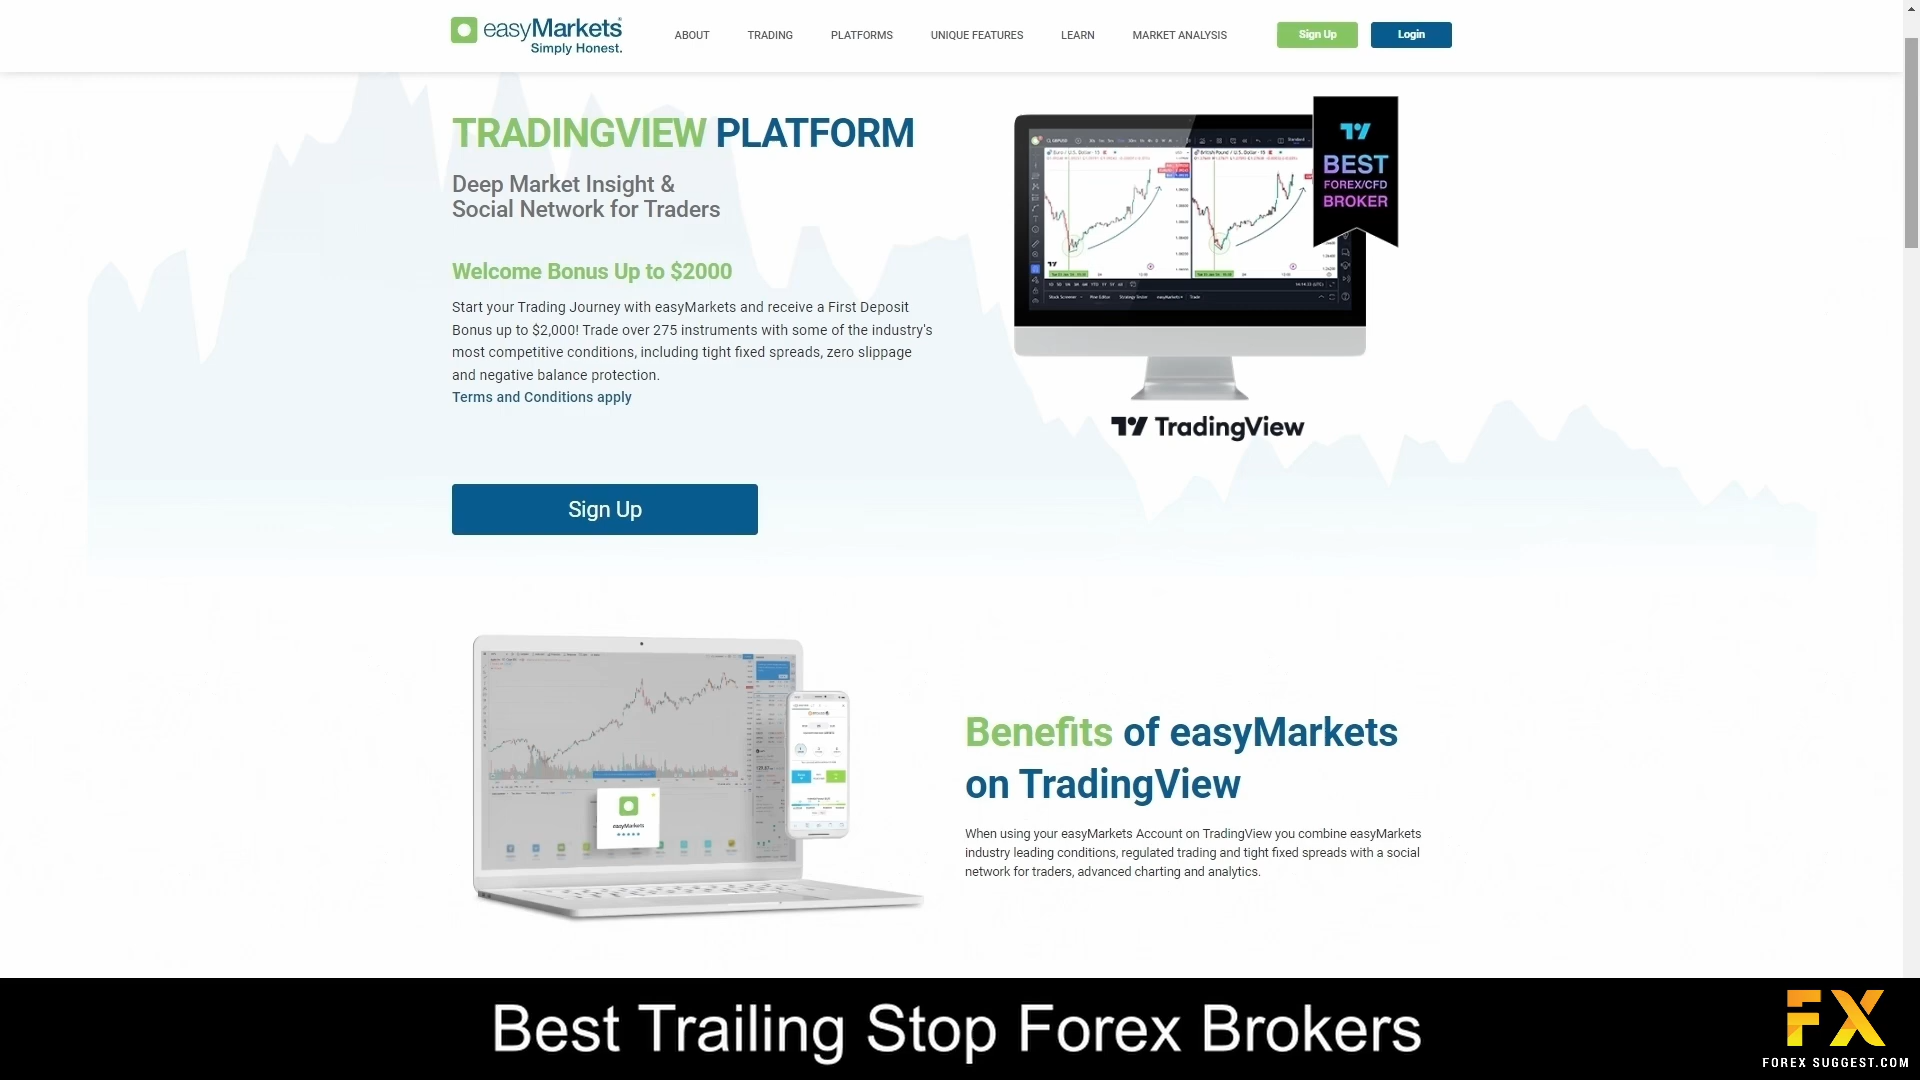 easyMarkets
Simply Honest.
ABOUT
TRADING
PLATFORMS
UNIQUE FEATURES
LEARN
MARKET ANALYSIS
Sign Up
Login
TRADINGVIEW PLATFORM
Deep Market Insight &
Social Network for Traders
Welcome Bonus Up to $2000
Start your Trading Journey with easyMarkets and receive a First Deposit
Bonus up to $2,000! Trade over 275 instruments with some of the industry's
most competitive conditions, including tight fixed spreads, zero slippage
and negative balance protection.
Terms and Conditions apply
Sign Up
BEST
FOREX/CFD
BROKER
TradingView
easyMarkets
Benefits of easyMarkets
on TradingView
When using your easyMarkets Account on TradingView you combine easyMarkets
industry leading conditions, regulated trading and tight fixed spreads with a social
network for traders, advanced charting and analytics.
Best Trailing Stop Forex Brokers
FX
FOREX SUGGEST.COM